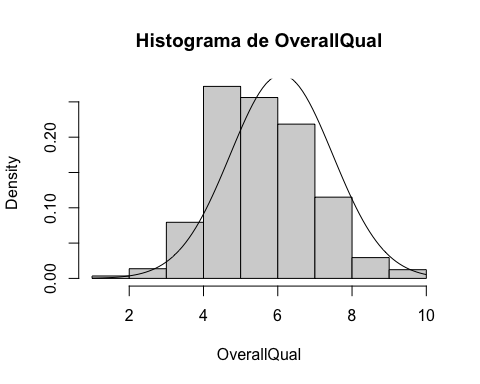 Histograma de OverallQual
Density
0.20
0.10
0.00
2 4 6 8 10
OverallQual